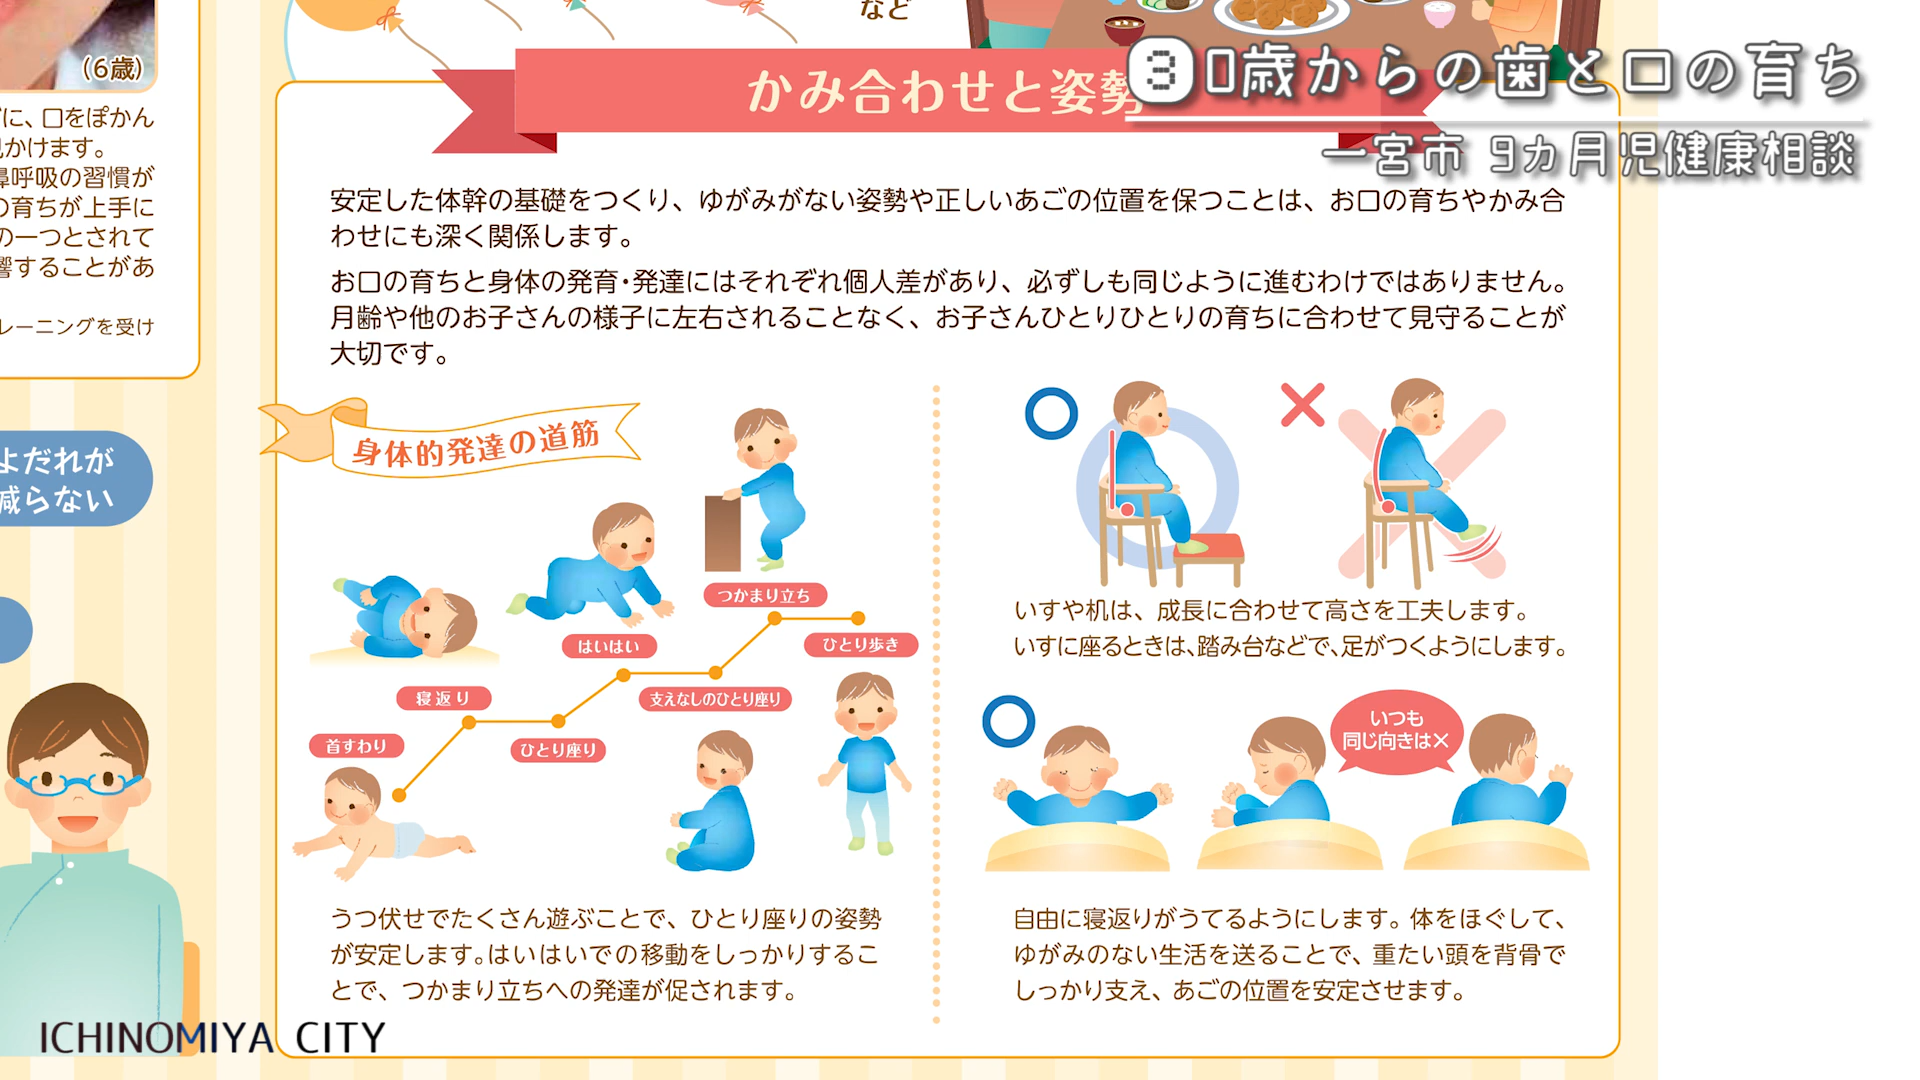 など
(6歳)
に、口をぽかん
かけます。
鼻呼吸の習慣が
の育ちが上手に
の一つとされて
響することがあ
レーニングを受け
よだれが
減らない
3 0歳からの歯と口の育ち
一宮市 9カ月児健康相談
かみ合わせと姿勢
安定した体幹の基礎をつくり、ゆがみがない姿勢や正しいあごの位置を保つことは、お口の育ちやかみ合
わせにも深く関係します。
お口の育ちと身体の発育・発達にはそれぞれ個人差があり、必ずしも同じように進むわけではありません。
月齢や他のお子さんの様子に左右されることなく、お子さんひとりひとりの育ちに合わせて見守ることが
大切です。
身体的発達の道筋
つかまり立ち
はいはい
ひとり歩き
寝返り
支えなしのひとり座り
首すわり
ひとり座り
うつ伏せでたくさん遊ぶことで、ひとり座りの姿勢
が安定します。はいはいでの移動をしっかりするこ
とで、つかまり立ちへの発達が促されます。
いすや机は、成長に合わせて高さを工夫します。
いすに座るときは、踏み台などで、足がつくようにします。
いつも
同じ向きは×
自由に寝返りがうてるようにします。体をほぐして、
ゆがみのない生活を送ることで、重たい頭を背骨で
しっかり支え、あごの位置を安定させます。
ICHINOMIYA CITY